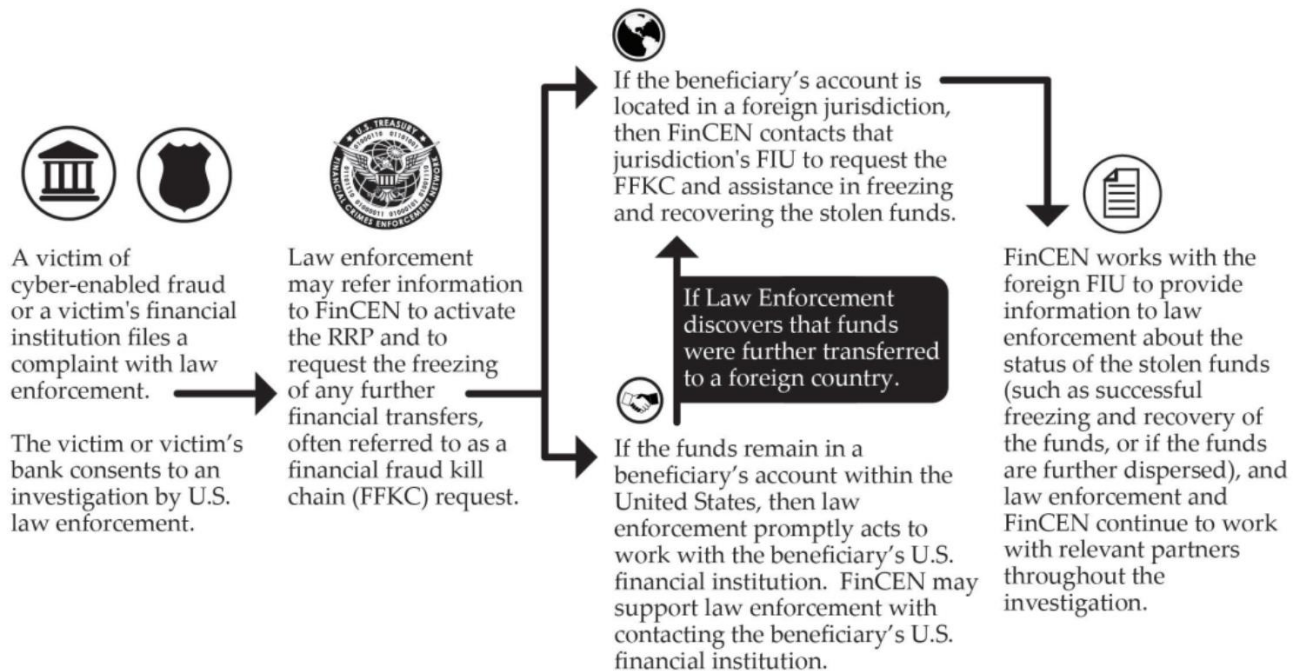 A victim of
cyber-enabled fraud
or a victim's financial
institution files a
complaint with law
enforcement.
The victim or victim’s
bank consents to an
investigation by U.S.
law enforcement.
U.S. TREASURY
FINANCIAL CRIMES ENFORCEMENT NETWORK
Law enforcement
may refer information
to FinCEN to activate
the RRP and to
request the freezing
of any further
financial transfers,
often referred to as a
financial fraud kill
chain (FFKC) request.
If the beneficiary’s account is
located in a foreign jurisdiction,
then FinCEN contacts that
jurisdiction's FIU to request the
FFKC and assistance in freezing
and recovering the stolen funds.
If Law Enforcement
discovers that funds
were further transferred
to a foreign country.
If the funds remain in a
beneficiary’s account within the
United States, then law
enforcement promptly acts to
work with the beneficiary’s U.S.
financial institution.  FinCEN may
support law enforcement with
contacting the beneficiary’s U.S.
financial institution.
FinCEN works with the
foreign FIU to provide
information to law
enforcement about the
status of the stolen funds
(such as successful
freezing and recovery of
the funds, or if the funds
are further dispersed), and
law enforcement and
FinCEN continue to work
with relevant partners
throughout the
investigation.